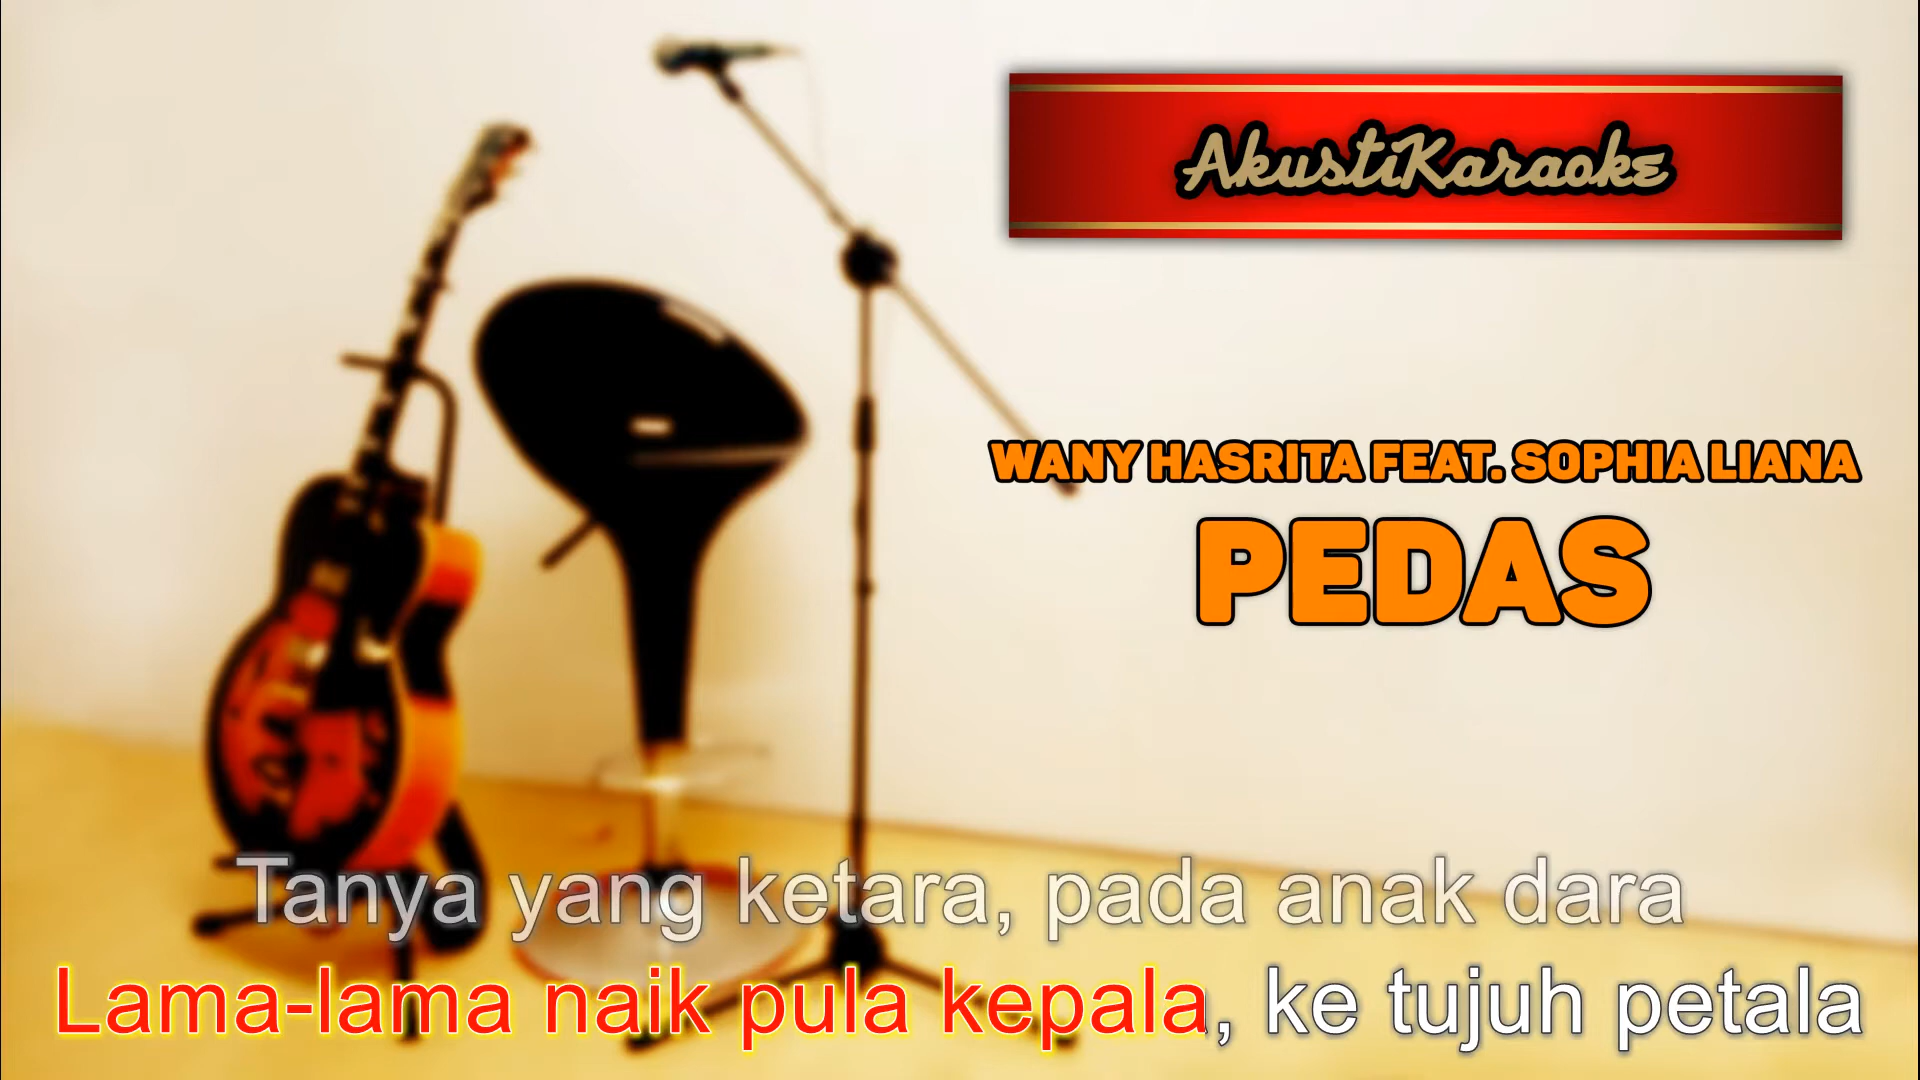 AkustiKaraoke
WANY HASRITA FEAT. SOPHIA LIANA
PEDAS
Tanya yang ketara, pada anak dara
Lama-lama naik pula kepala, ke tujuh petala